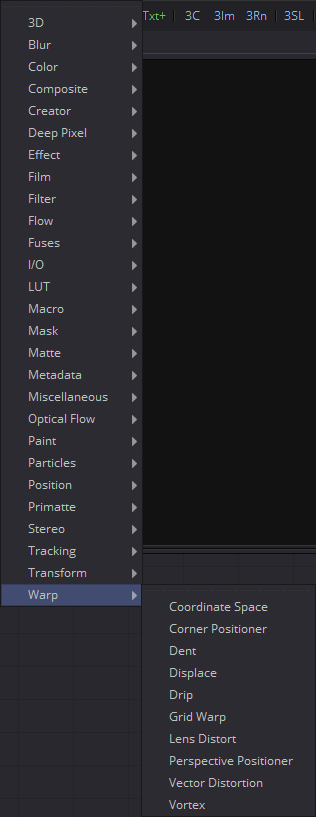 Txt+ 3C 3Im 3Rn 3SL
3D
Blur
Color
Composite
Creator
Deep Pixel
Effect
Film
Filter
Flow
Fuses
I/O
LUT
Macro
Mask
Matte
Metadata
Miscellaneous
Optical Flow
Paint
Particles
Position
Primatte
Stereo
Tracking
Transform
Warp
Coordinate Space
Corner Positioner
Dent
Displace
Drip
Grid Warp
Lens Distort
Perspective Positioner
Vector Distortion
Vortex